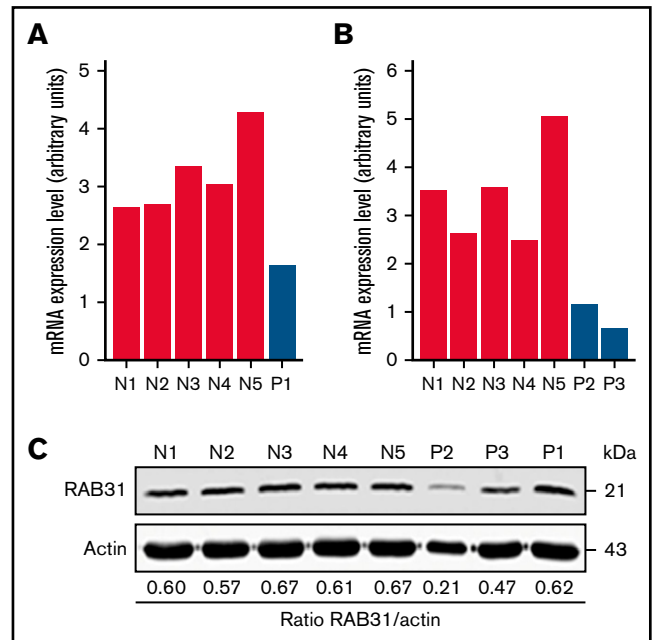 A
mRNA expression level (arbitrary units)
5
4
3
2
1
0
N1 N2 N3 N4 N5 P1
B
mRNA expression level (arbitrary units)
6
5
4
3
2
1
0
N1 N2 N3 N4 N5 P2 P3
C
N1 N2 N3 N4 N5 P2 P3 P1 kDa
RAB31 21
Actin 43
0.60 0.57 0.67 0.61 0.67 0.21 0.47 0.62
Ratio RAB31/actin